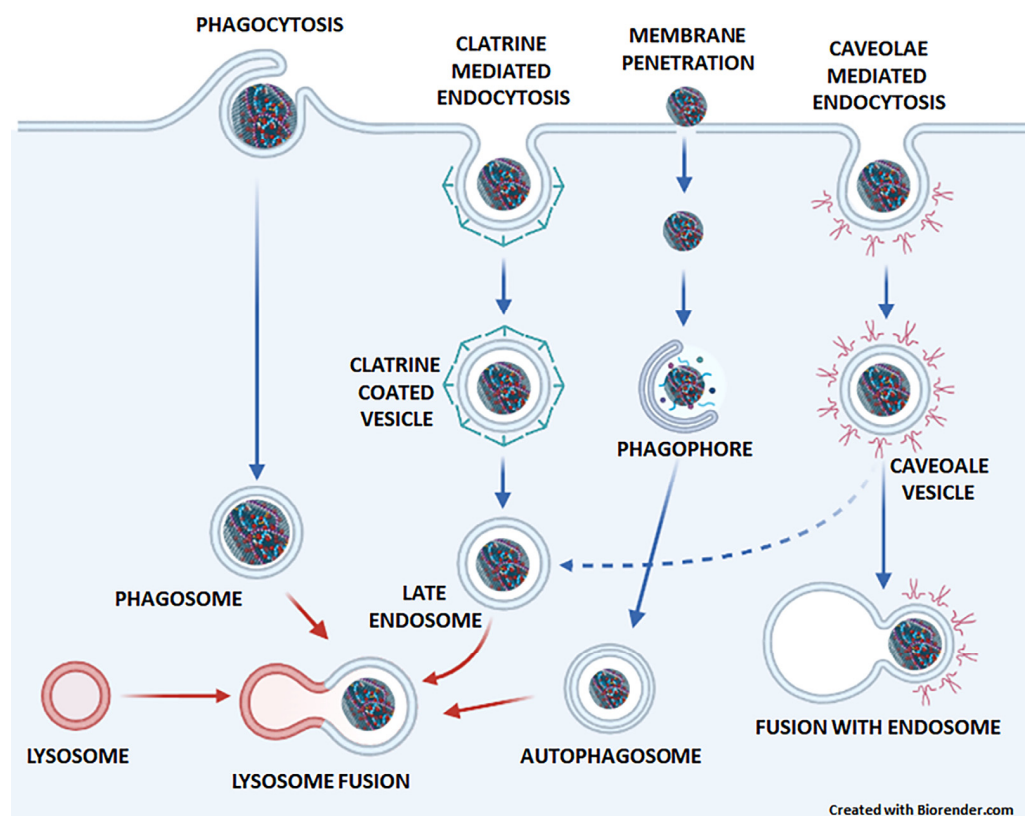 PHAGOCYTOSIS
CLATRINE
MEDIATED
ENDOCYTOSIS
MEMBRANE
PENETRATION
CAVEOLAE
MEDIATED
ENDOCYTOSIS
CLATRINE
COATED
VESICLE
PHAGOPHORE
CAVEOALE
VESICLE
PHAGOSOME
LATE
ENDOSOME
LYSOSOME
LYSOSOME FUSION
AUTOPHAGOSOME
FUSION WITH ENDOSOME
Created with Biorender.com